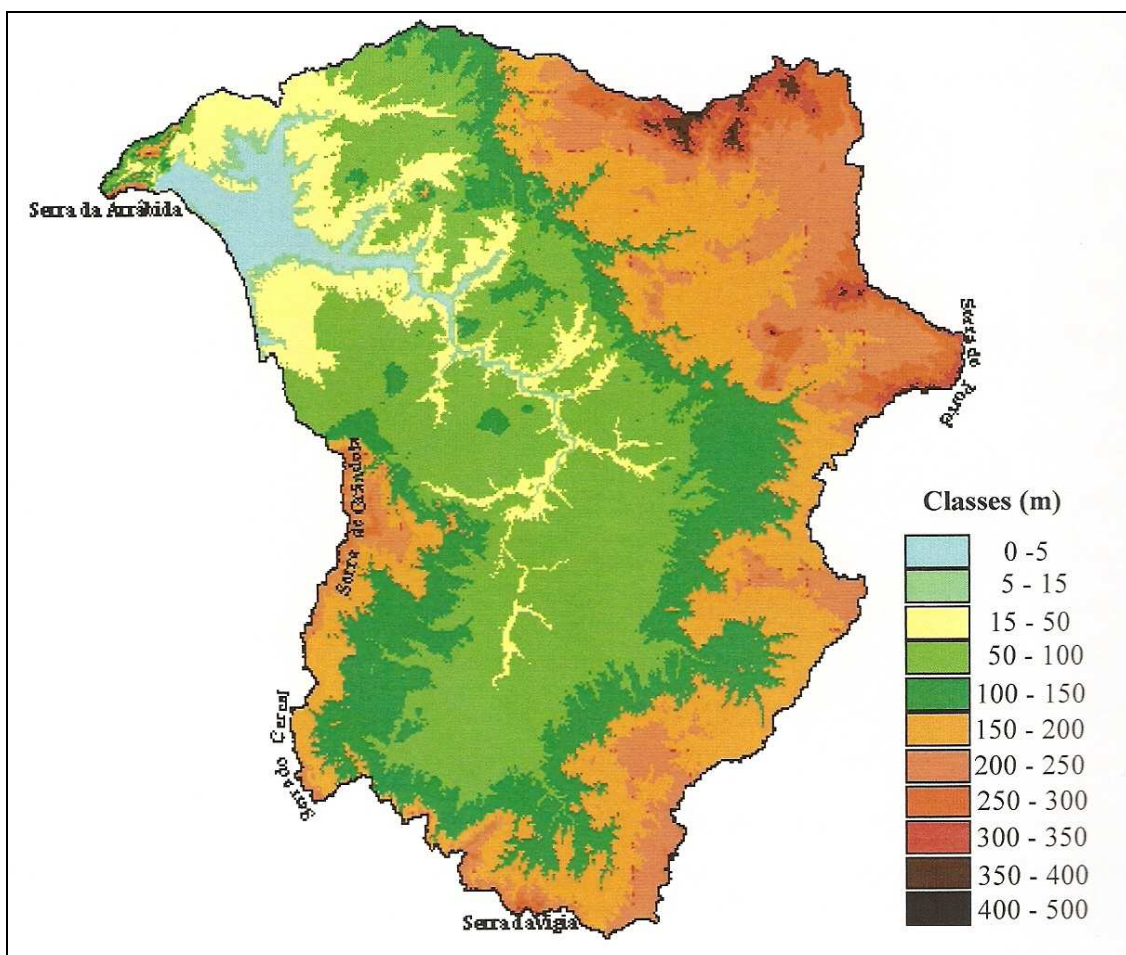 Serra da Arrábida
Serra do
Portel
Serra de Grândola
Serra do Cercal
Serra da Vigia
Classes (m)
0 -5
5 - 15
15 - 50
50 - 100
100 - 150
150 - 200
200 - 250
250 - 300
300 - 350
350 - 400
400 - 500